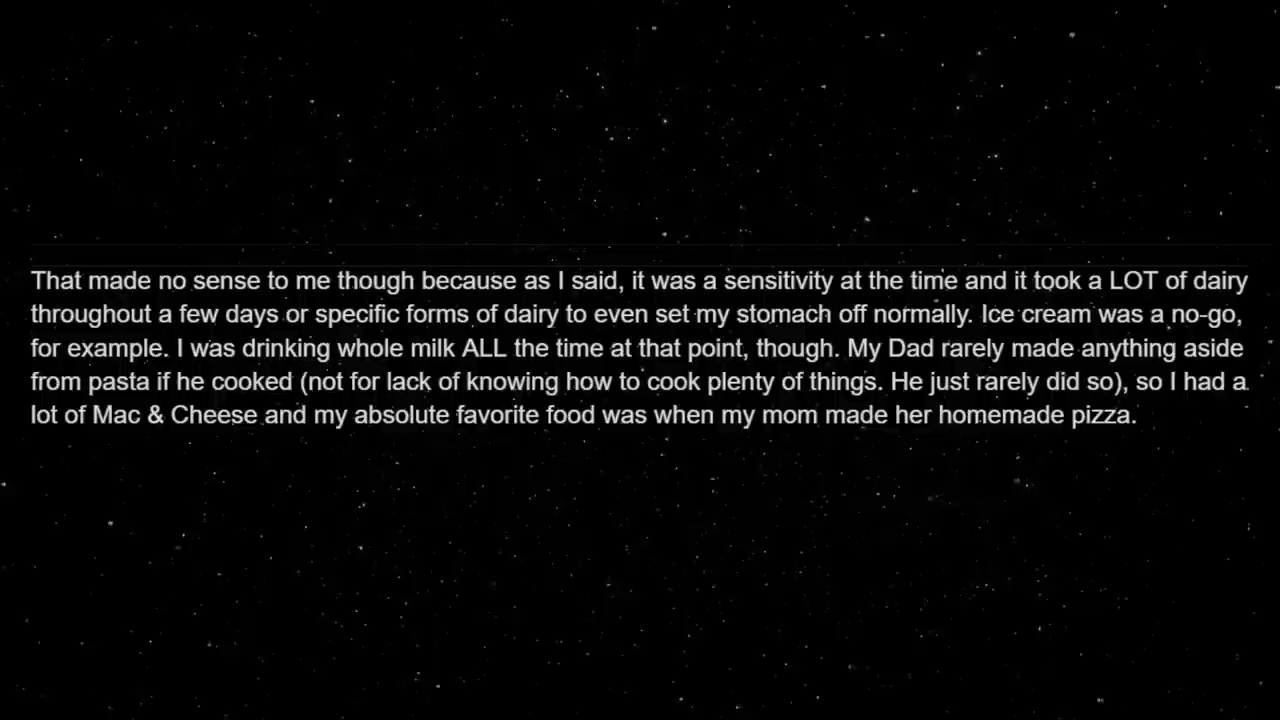 That made no sense to me though because as I said, it was a sensitivity at the time and it took a LOT of dairy
throughout a few days or specific forms of dairy to even set my stomach off normally. Ice cream was a no-go,
for example. I was drinking whole milk ALL the time at that point, though. My Dad rarely made anything aside
from pasta if he cooked (not for lack of knowing how to cook plenty of things. He just rarely did so), so I had a
lot of Mac & Cheese and my absolute favorite food was when my mom made her homemade pizza.